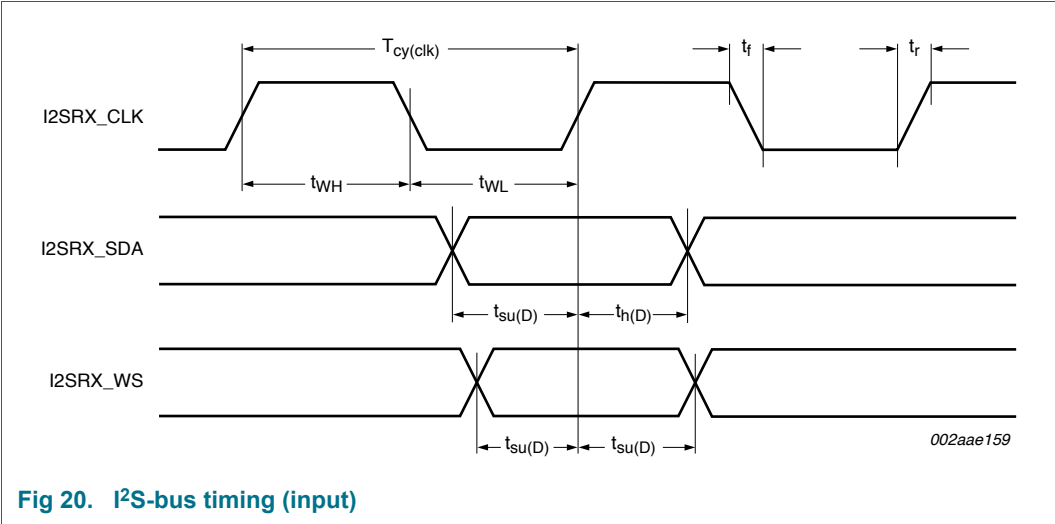 T_cy(clk) t_f t_r
I2SRX_CLK
t_WH t_WL
I2SRX_SDA
t_su(D) t_h(D)
I2SRX_WS
t_su(D) t_su(D)
002aae159
Fig 20. I²S-bus timing (input)